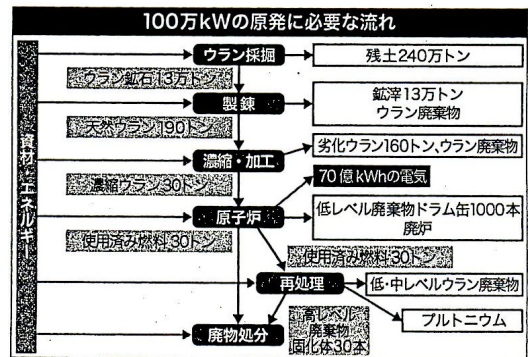 100万kWの原発に必要な流れ
資材・エネルギー
ウラン採掘
残土240万トン
ウラン鉱石13万トン
製錬
鉱滓13万トン
ウラン廃棄物
天然ウラン190トン
濃縮・加工
劣化ウラン160トン、ウラン廃棄物
濃縮ウラン30トン
70億kWhの電気
原子炉
低レベル廃棄物ドラム缶1000本
廃炉
使用済み燃料30トン
使用済み燃料30トン
再処理
低・中レベルウラン廃棄物
プルトニウム
高レベル
廃棄物
固化体30本
廃物処分